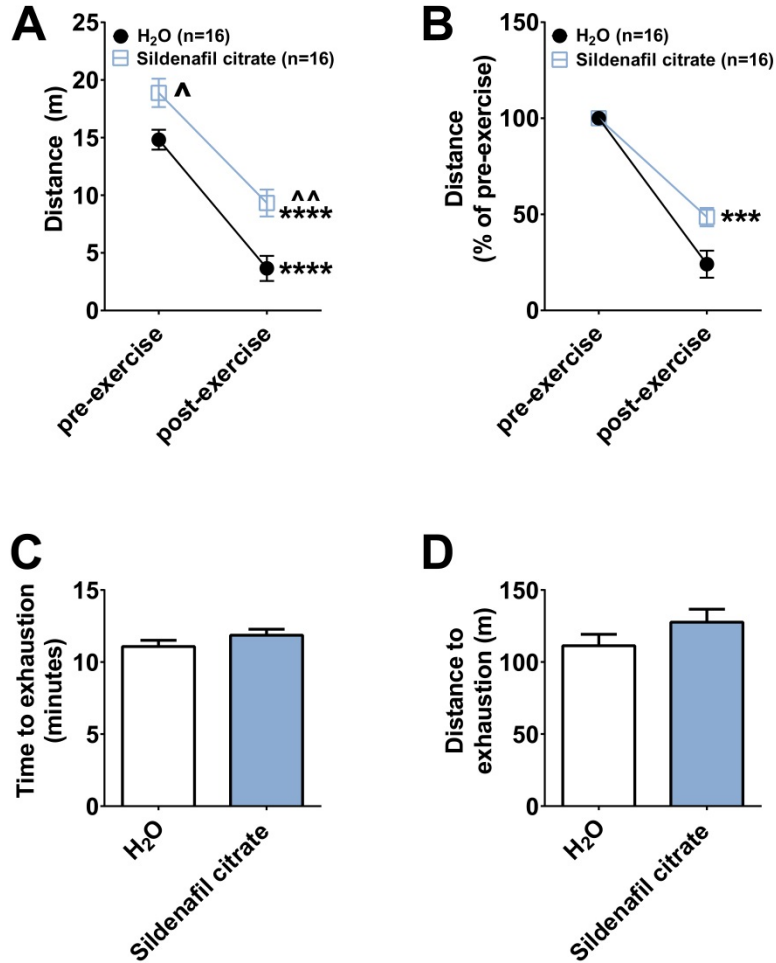 A
Distance (m)
25
20
15
10
5
0
H₂O (n=16)
Sildenafil citrate (n=16)
^
^^
****
****
pre-exercise
post-exercise
B
Distance
(% of pre-exercise)
150
100
50
0
H₂O (n=16)
Sildenafil citrate (n=16)
***
pre-exercise
post-exercise
C
Time to exhaustion
(minutes)
15
10
5
0
H₂O
Sildenafil citrate
D
Distance to
exhaustion (m)
150
100
50
0
H₂O
Sildenafil citrate